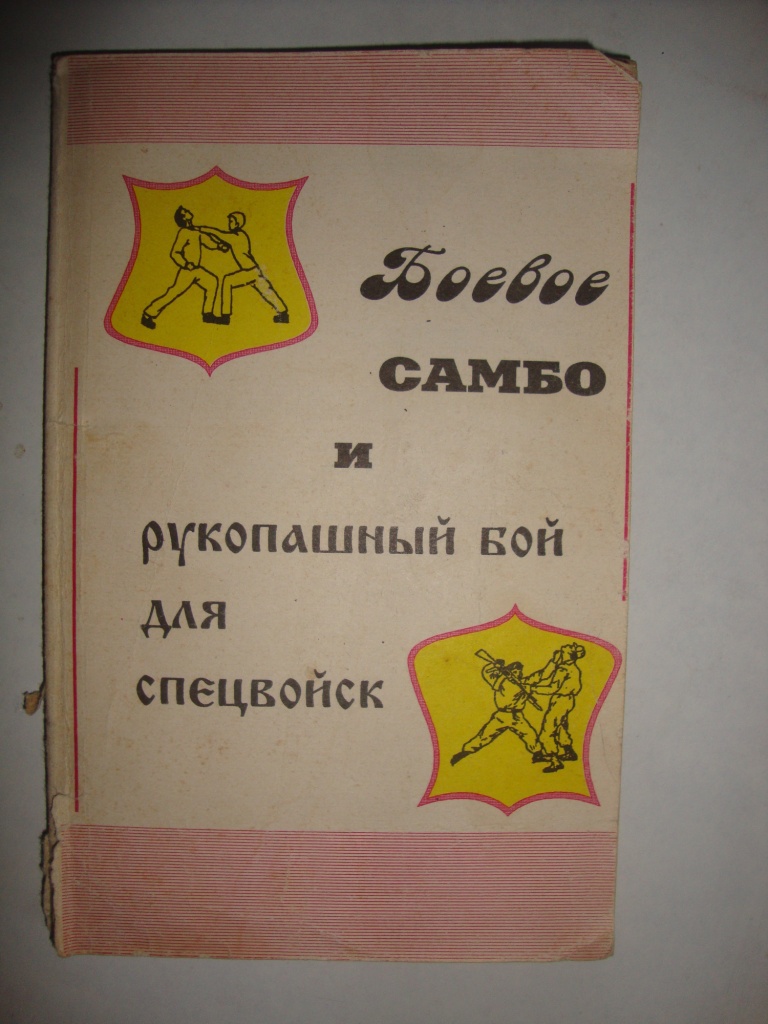 Боевое
САМБО
и
рукопашный бой
для
спецвойск